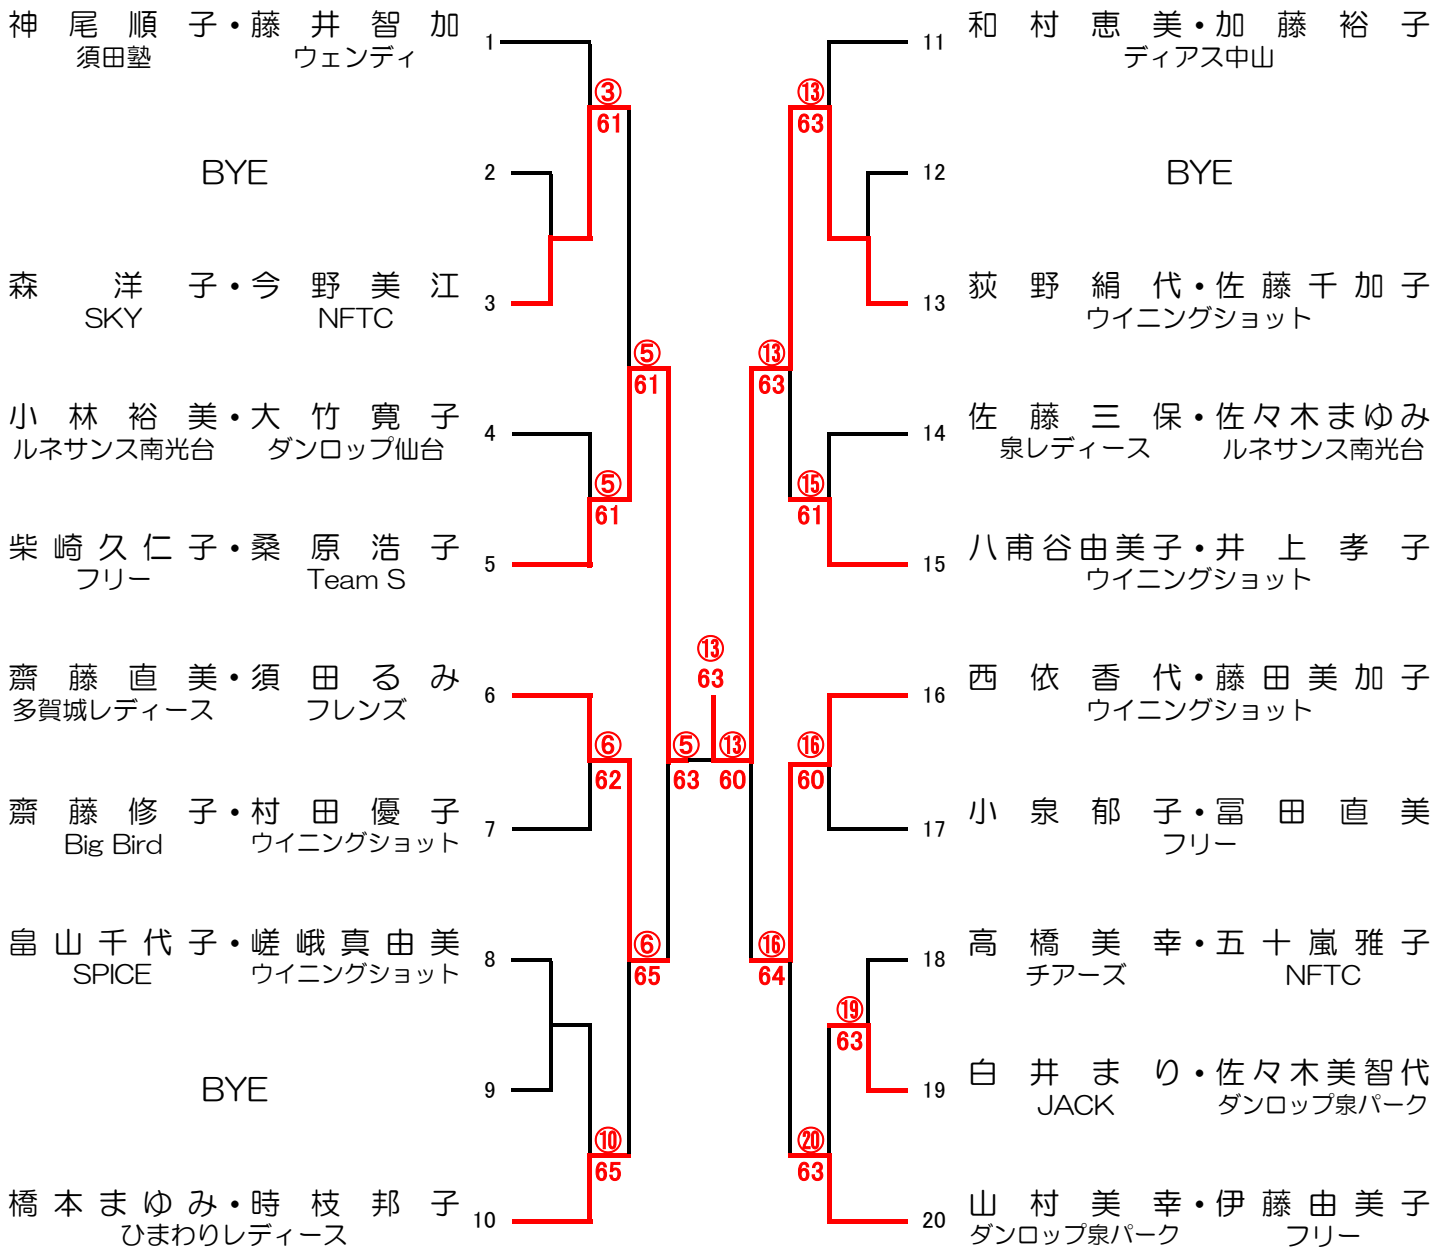 神尾順子・藤井智加 1
須田塾 ウェンディ
③
61
BYE 2
森洋子・今野美江 3
SKY NFTC
⑤
61
小林裕美・大竹寛子 4
ルネサンス南光台 ダンロップ仙台
⑤
61
柴崎久仁子・桑原浩子 5
フリー Team S
齋藤直美・須田るみ 6
多賀城レディース フレンズ
⑥
62
齋藤修子・村田優子 7
Big Bird ウイニングショット
畠山千代子・嵯峨真由美 8
SPICE ウイニングショット
⑥
65
BYE 9
⑩
65
橋本まゆみ・時枝邦子 10
ひまわりレディース
⑤
63
⑬
63
⑬
60
11 和村恵美・加藤裕子
ディアス中山
⑬
63
12 BYE
13 荻野絹代・佐藤千加子
ウイニングショット
⑬
63
14 佐藤三保・佐々木まゆみ
泉レディース ルネサンス南光台
⑮
61
15 八甫谷由美子・井上孝子
ウイニングショット
16 西依香代・藤田美加子
ウイニングショット
⑯
60
17 小泉郁子・冨田直美
フリー
18 高橋美幸・五十嵐雅子
チアーズ NFTC
⑯
64
⑲
63
19 白井まり・佐々木美智代
JACK ダンロップ泉パーク
⑳
63
20 山村美幸・伊藤由美子
ダンロップ泉パーク フリー